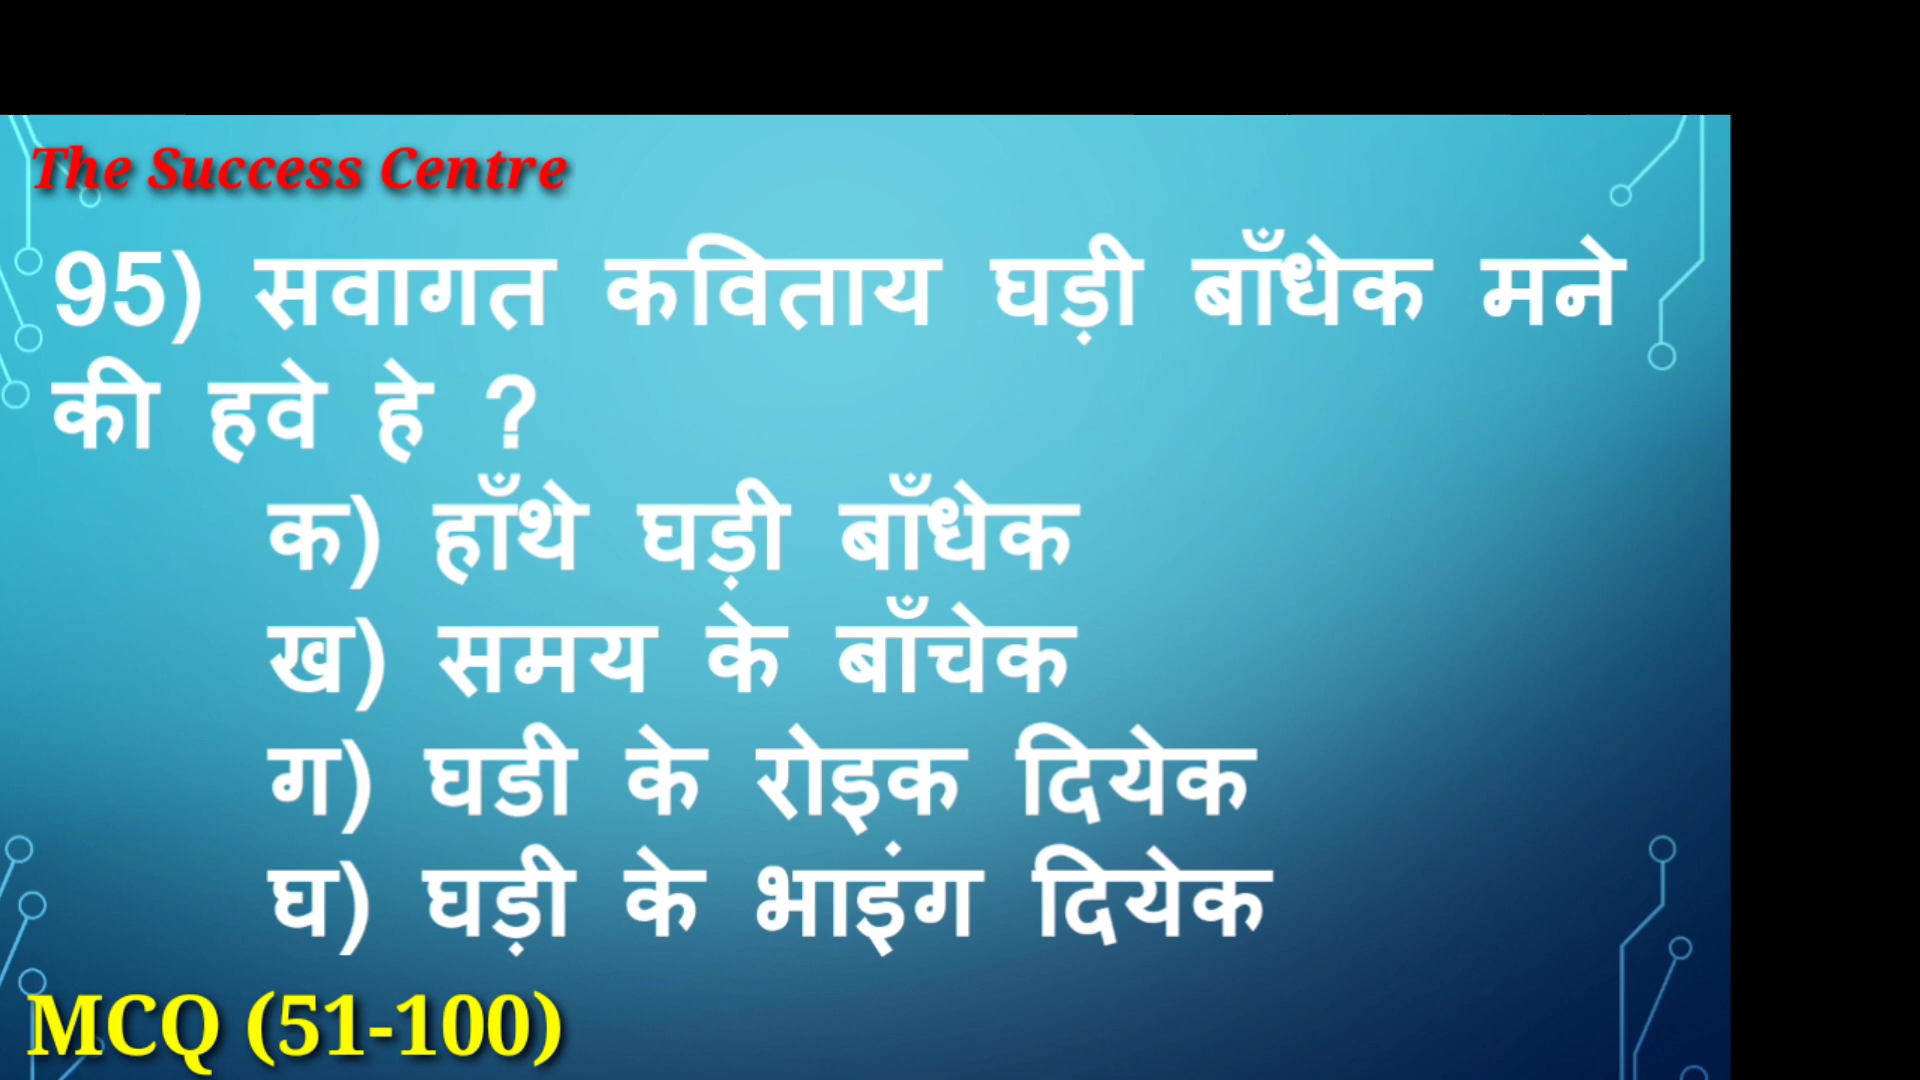 The Success Centre
95) सवागत कविताय घड़ी बाँधेक मने
की हवे हे ?
क) हाँथे घड़ी बाँधेक
ख) समय के बाँचेक
ग) घडी के रोइक दियेक
घ) घड़ी के भाइंग दियेक
MCQ (51-100)